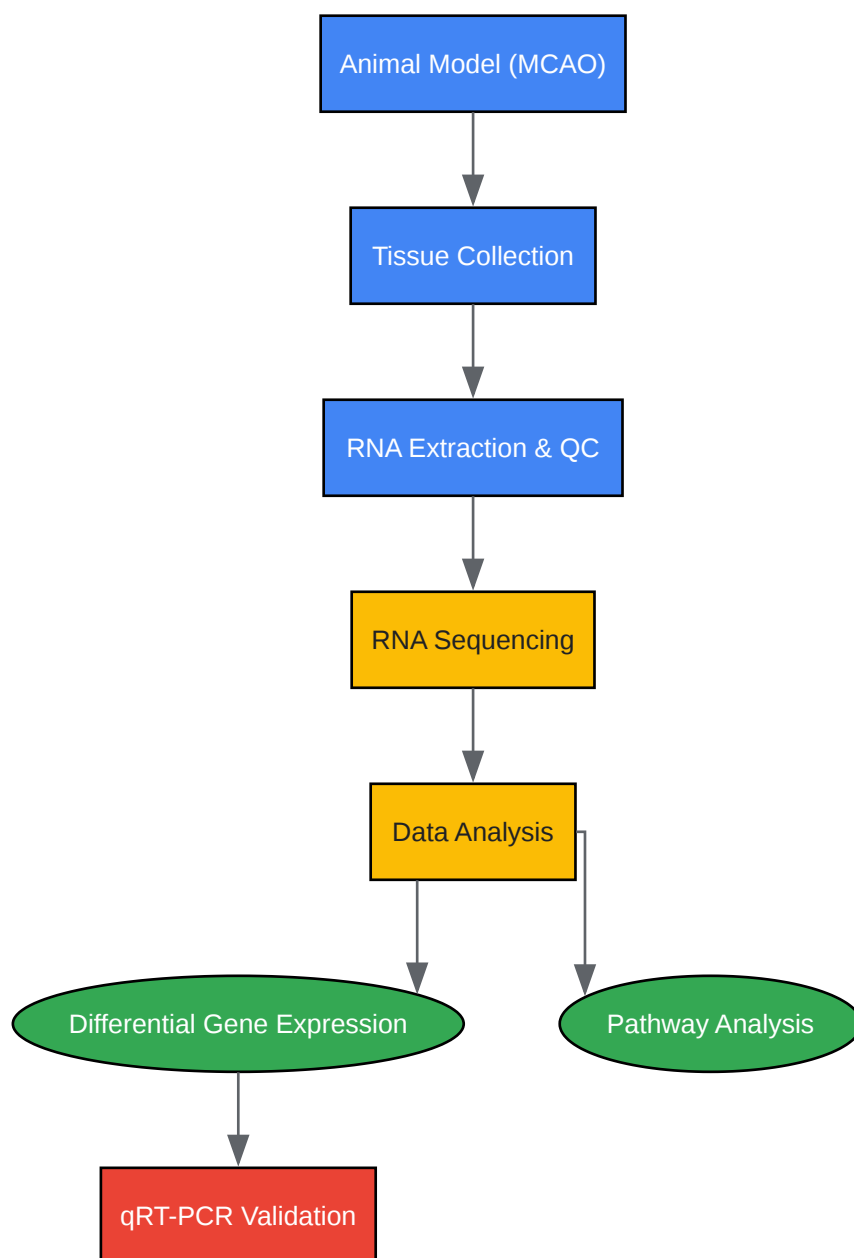 Animal Model (MCAO)
Tissue Collection
RNA Extraction & QC
RNA Sequencing
Data Analysis
Differential Gene Expression
Pathway Analysis
qRT-PCR Validation